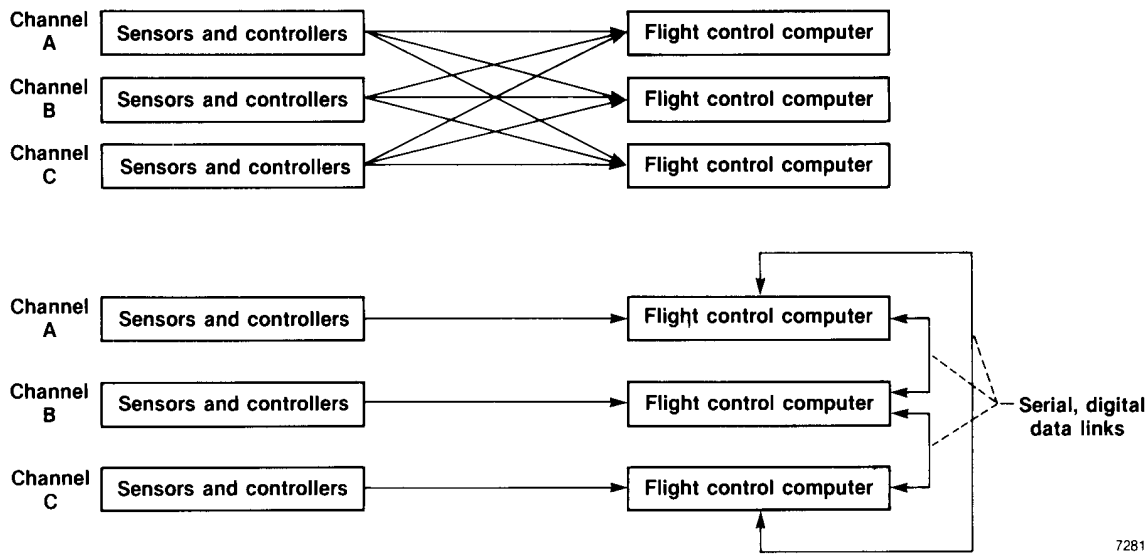 Channel
A
Sensors and controllers
Flight control computer
Channel
B
Sensors and controllers
Flight control computer
Channel
C
Sensors and controllers
Flight control computer
Channel
A
Sensors and controllers
Flight control computer
Channel
B
Sensors and controllers
Flight control computer
Serial, digital
data links
Channel
C
Sensors and controllers
Flight control computer
7281